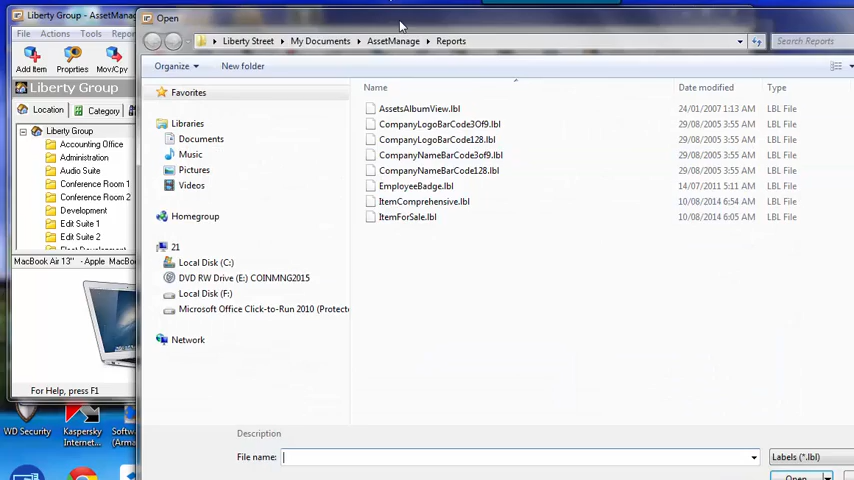 Liberty Group - AssetManag
File Actions Tools Repor
Add Item Proprties Mov/Cpy
Liberty Group
Location Category
Liberty Group
Accounting Office
Administration
Audio Suite
Conference Room 1
Conference Room 2
Development
Edit Suite 1
Edit Suite 2
MacBook Air 13" - Apple MacB
For Help, press F1
Open
Liberty Street My Documents AssetManage Reports
Search Reports
Organize New folder
Favorites
Libraries
Documents
Music
Pictures
Videos
Homegroup
21
Local Disk (C:)
DVD RW Drive (E:) COINMNG2015
Local Disk (F:)
Microsoft Office Click-to-Run 2010 (Protecte
Network
Name Date modified Type
AssetsAlbumView.lbl 24/01/2007 1:13 AM LBL File
CompanyLogoBarCode3Of9.lbl 29/08/2005 3:55 AM LBL File
CompanyLogoBarCode128.lbl 29/08/2005 3:55 AM LBL File
CompanyNameBarCode3of9.lbl 29/08/2005 3:55 AM LBL File
CompanyNameBarCode128.lbl 29/08/2005 3:55 AM LBL File
EmployeeBadge.lbl 14/07/2011 5:11 AM LBL File
ItemComprehensive.lbl 10/08/2014 6:54 AM LBL File
ItemForSale.lbl 10/08/2014 6:05 AM LBL File
Description
File name:
Labels (*.lbl)
Open
WD Security
Kaspersky Internet...
Softw
(Arma